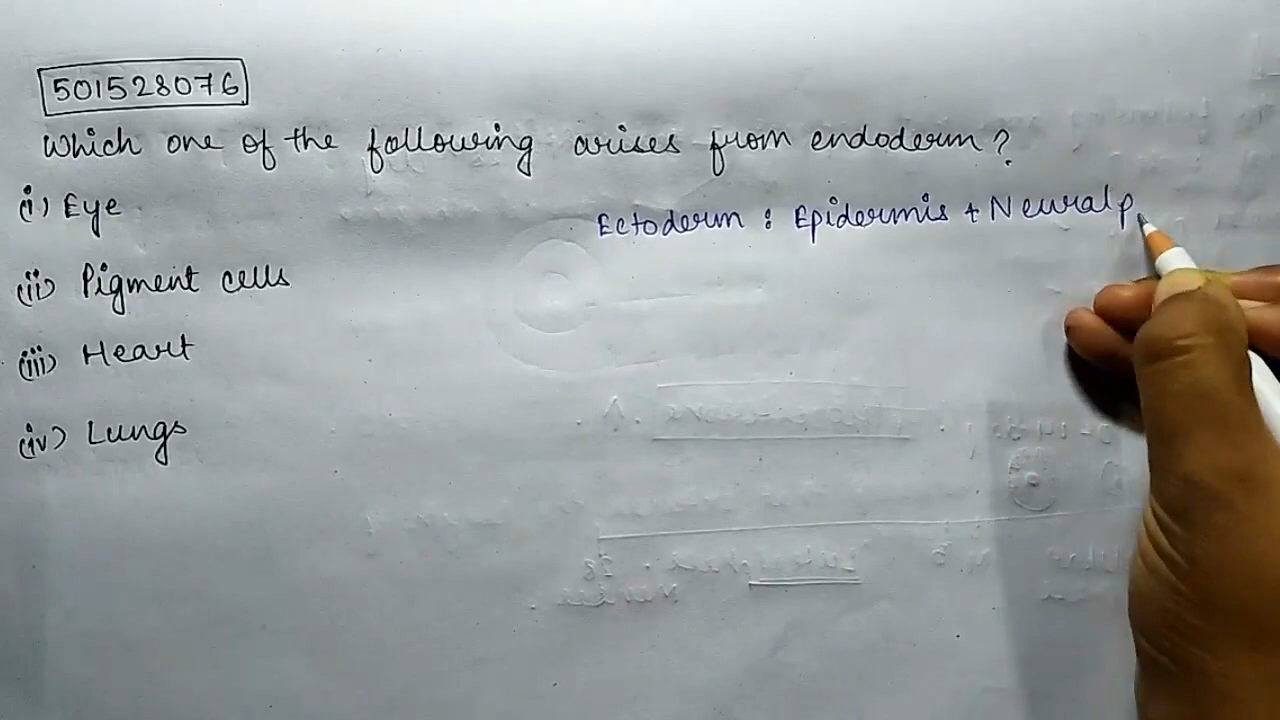 501528076
Which one of the following arises from endoderm?
(i) Eye
Ectoderm : Epidermis + Neural p
(ii) Pigment cells
(iii) Heart
(iv) Lungs